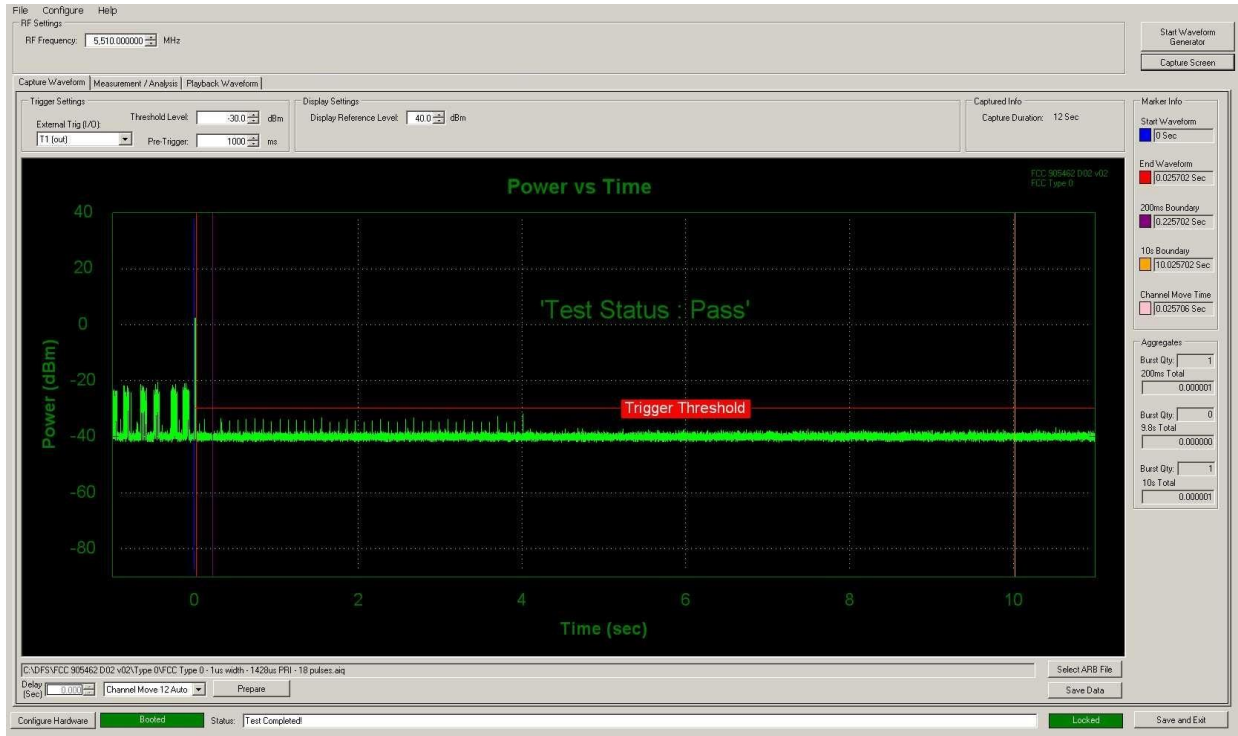 File Configure Help
RF Settings
RF Frequency: 5,510.000000 MHz
Start Waveform
Generator
Capture Screen
Capture Waveform Measurement / Analysis Playback Waveform
Trigger Settings
External Trig (I/O):
T1 (out)
Threshold Level: -30.0 dBm
Pre-Trigger: 1000 ms
Display Settings
Display Reference Level: 40.0 dBm
Captured Info
Capture Duration: 12 Sec
Marker Info
Start Waveform
0 Sec
End Waveform
0.025702 Sec
200ms Boundary
0.225702 Sec
10s Boundary
10.025702 Sec
Channel Move Time
0.025706 Sec
Aggregates
Burst Qty: 1
200ms Total
0.000001
Burst Qty: 0
9.8s Total
0.000000
Burst Qty: 1
10s Total
0.000001
Power vs Time
FCC 905462 D02 v02
FCC Type 0
40
20
0
-20
-40
-60
-80
Power (dBm)
'Test Status : Pass'
Trigger Threshold
0 2 4 6 8 10
Time (sec)
C:\DFS\FCC 905462 D02 v02\Type 0\FCC Type 0 - 1us width - 1428us PRI - 18 pulses.aiq
Select ARB File
Delay
(Sec) 0.000 Channel Move 12 Auto Prepare
Save Data
Configure Hardware Booted Status: Test Completed! Locked Save and Exit